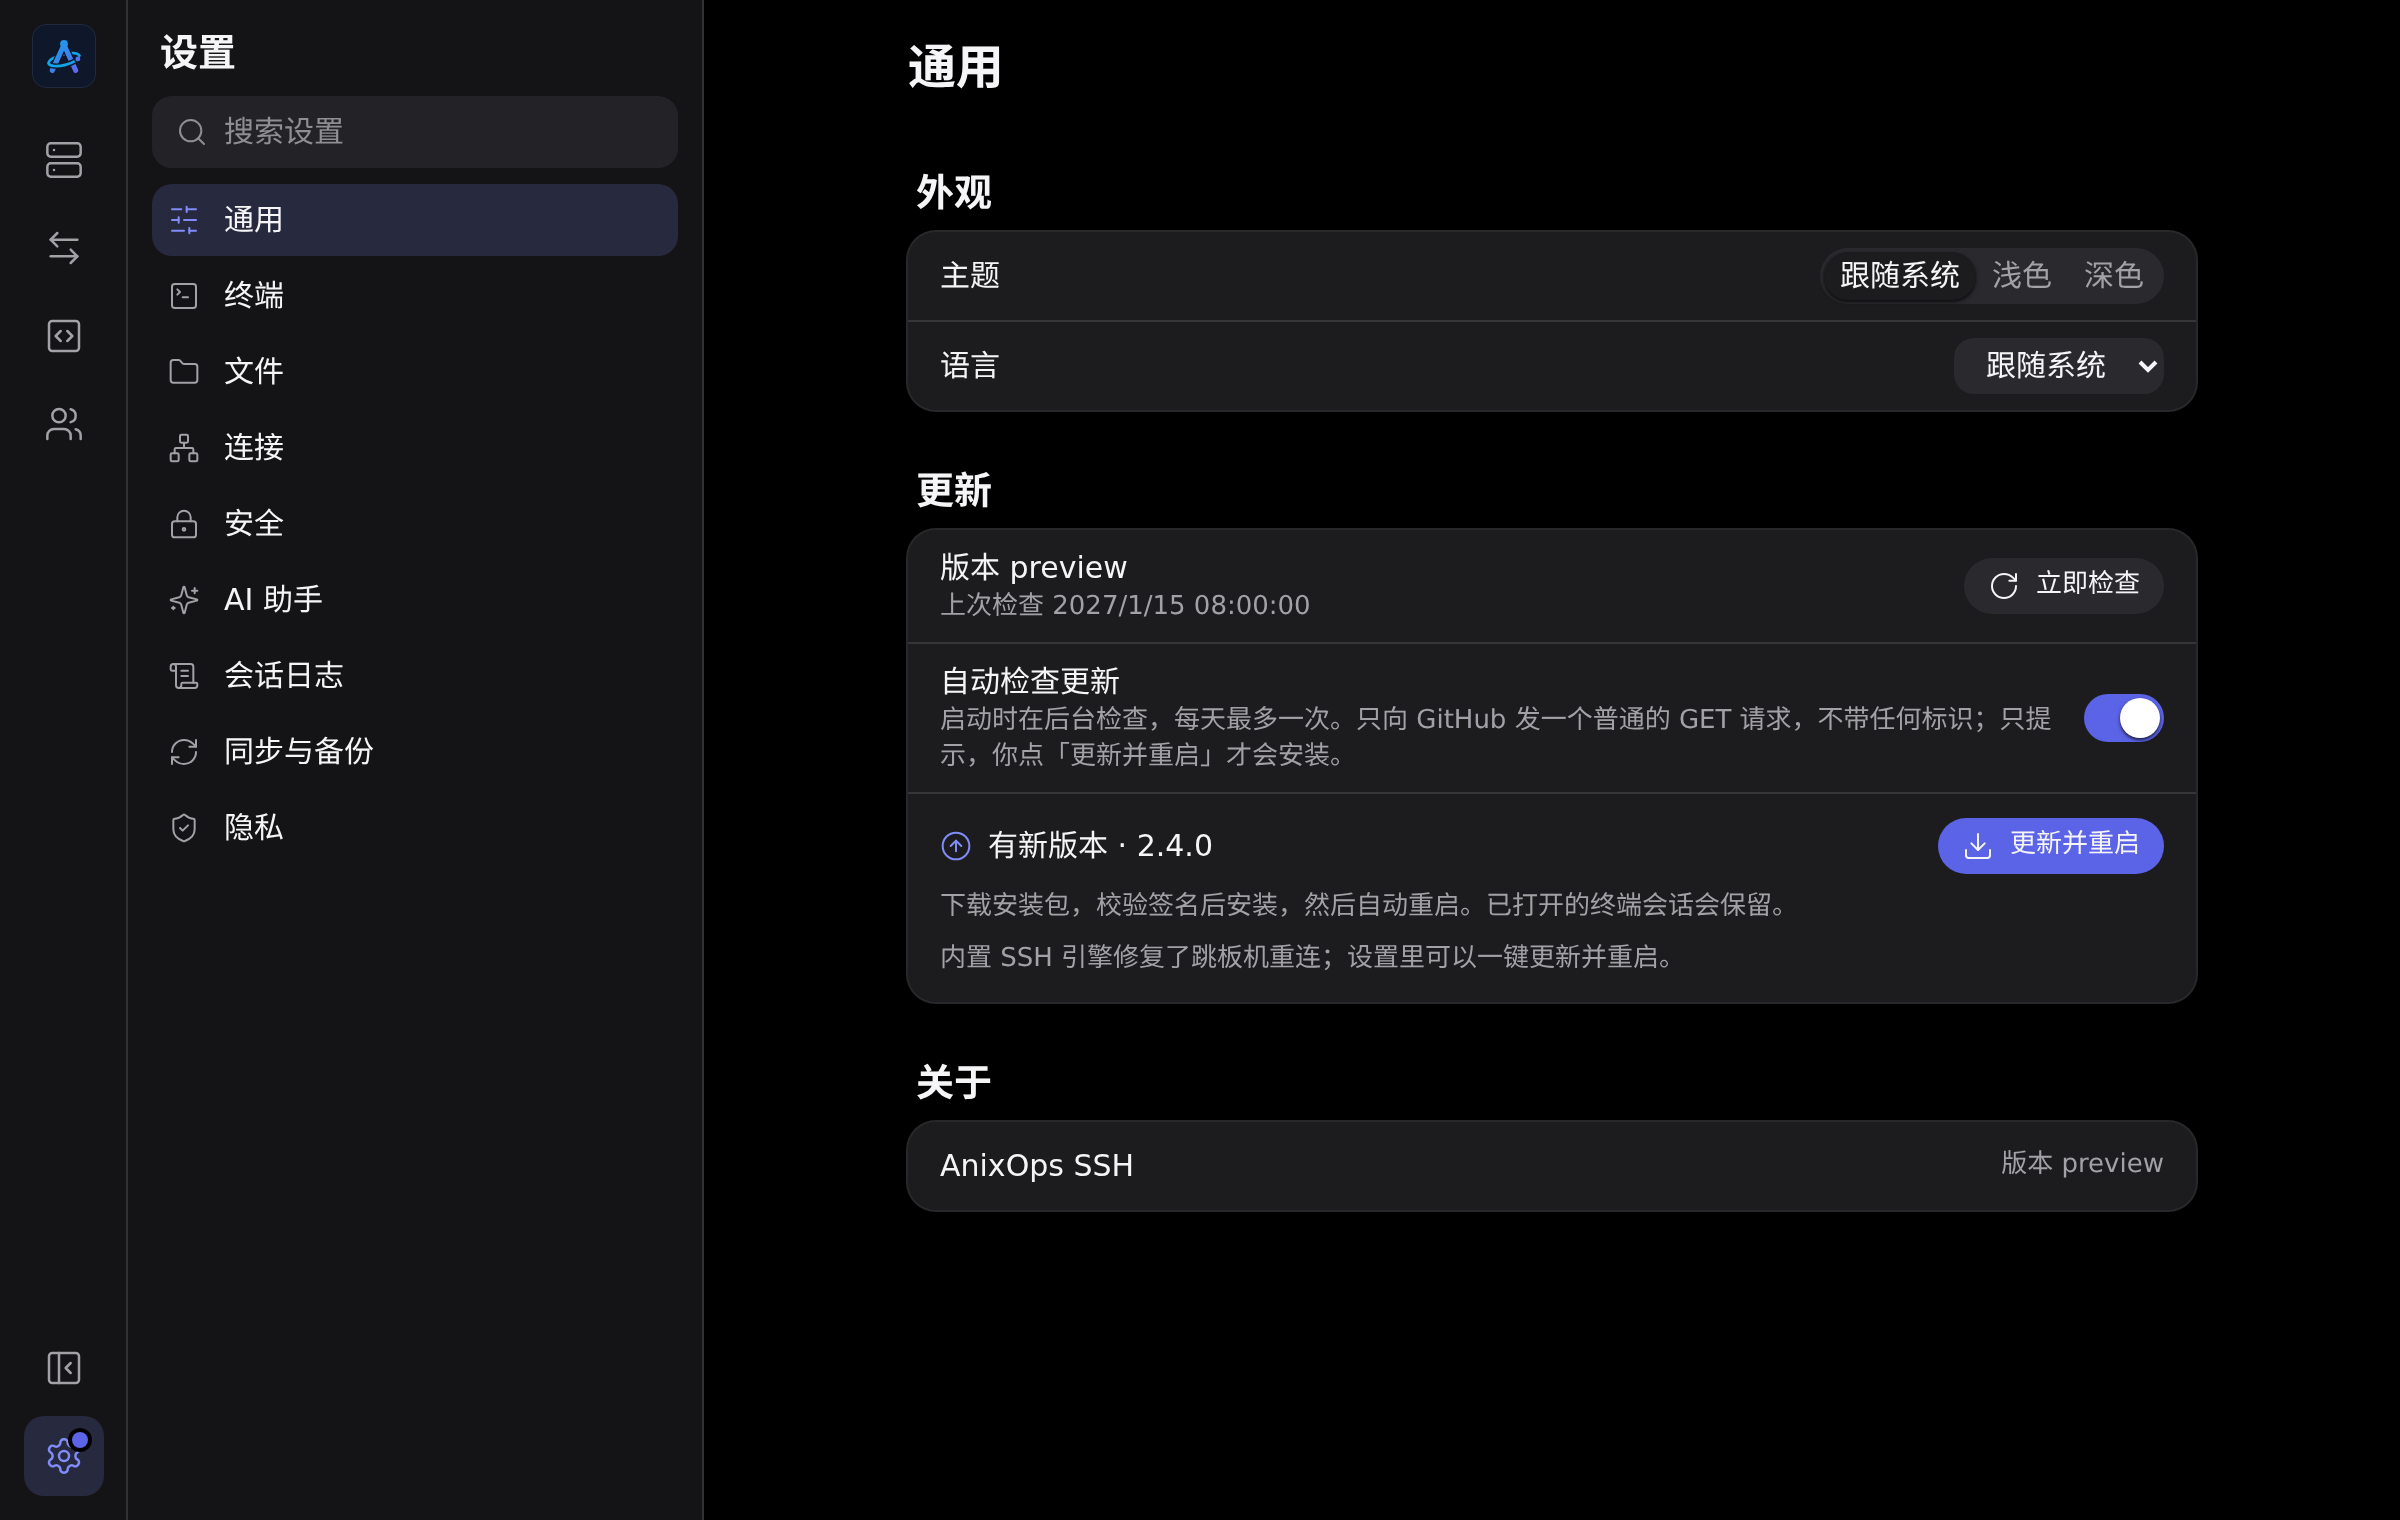 设置
搜索设置
通用
终端
文件
连接
安全
AI 助手
会话日志
同步与备份
隐私
通用
外观
主题
跟随系统 浅色 深色
语言
跟随系统
更新
版本 preview
上次检查 2027/1/15 08:00:00
立即检查
自动检查更新
启动时在后台检查，每天最多一次。只向 GitHub 发一个普通的 GET 请求，不带任何标识；只提
示，你点「更新并重启」才会安装。
有新版本 · 2.4.0
更新并重启
下载安装包，校验签名后安装，然后自动重启。已打开的终端会话会保留。
内置 SSH 引擎修复了跳板机重连；设置里可以一键更新并重启。
关于
AnixOps SSH
版本 preview